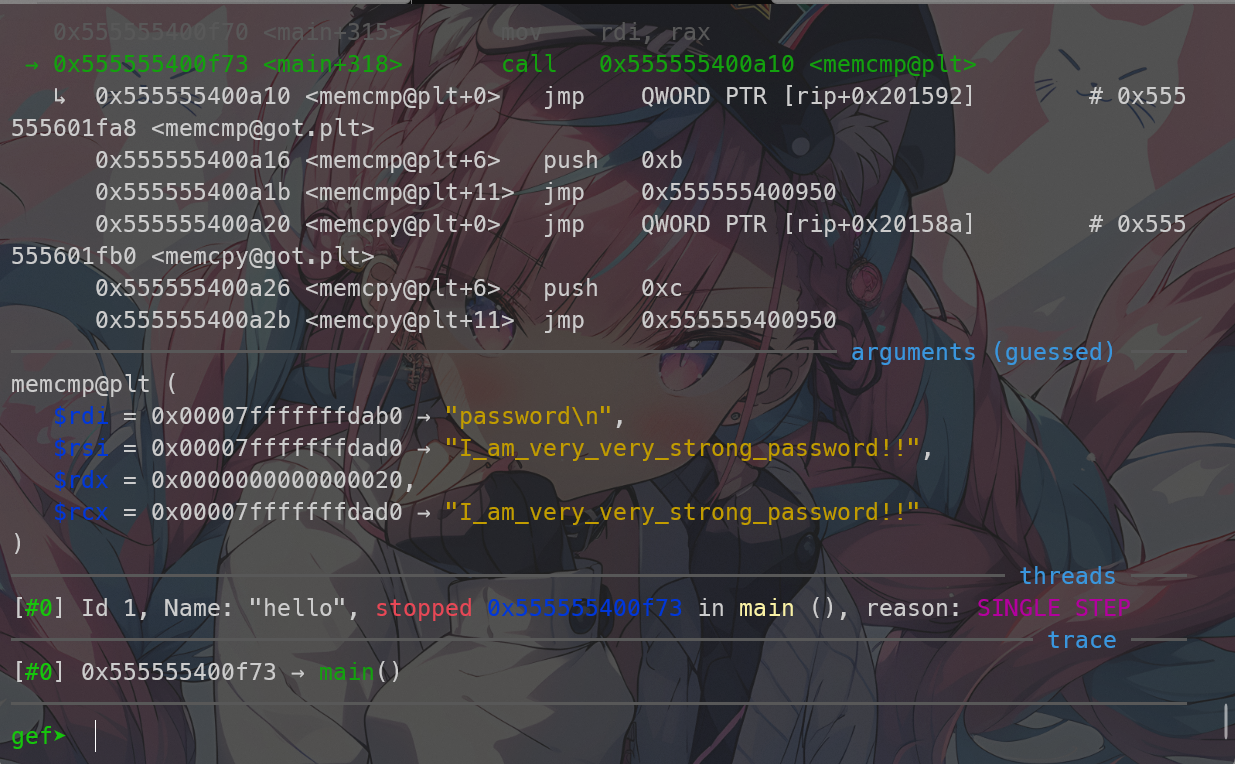 0x555555400f70 <main+315>       mov    rdi, rax
→ 0x555555400f73 <main+318>       call   0x555555400a10 <memcmp@plt>
↳  0x555555400a10 <memcmp@plt+0>   jmp    QWORD PTR [rip+0x201592]        # 0x555
555601fa8 <memcmp@got.plt>
0x555555400a16 <memcmp@plt+6>   push   0xb
0x555555400a1b <memcmp@plt+11>  jmp    0x555555400950
0x555555400a20 <memcpy@plt+0>   jmp    QWORD PTR [rip+0x20158a]        # 0x555
555601fb0 <memcpy@got.plt>
0x555555400a26 <memcpy@plt+6>   push   0xc
0x555555400a2b <memcpy@plt+11>  jmp    0x555555400950
arguments (guessed)
memcmp@plt (
$rdi = 0x00007fffffffdab0 → "password\n",
$rsi = 0x00007fffffffdad0 → "I_am_very_very_strong_password!!",
$rdx = 0x0000000000000020,
$rcx = 0x00007fffffffdad0 → "I_am_very_very_strong_password!!"
)
threads
[#0] Id 1, Name: "hello", stopped 0x555555400f73 in main (), reason: SINGLE STEP
trace
[#0] 0x555555400f73 → main()
gef➤